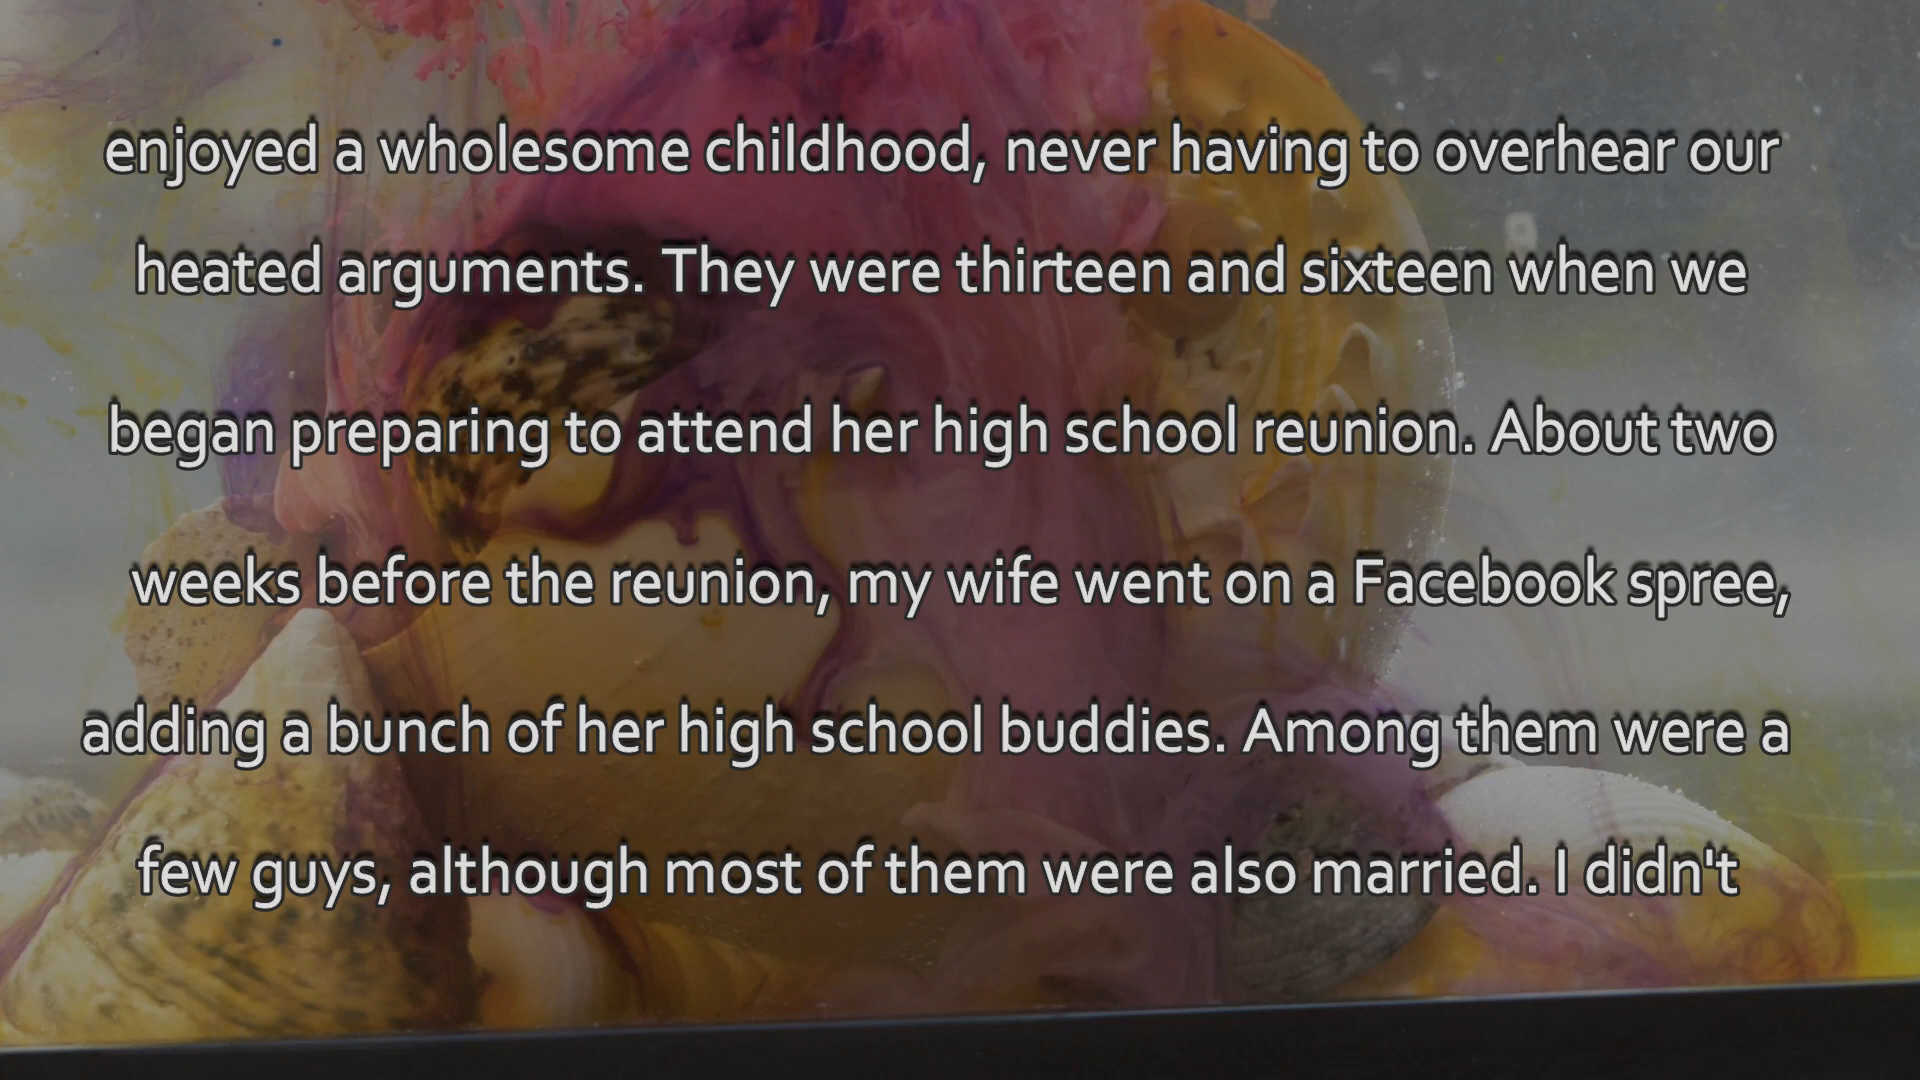 enjoyed a wholesome childhood, never having to overhear our
heated arguments. They were thirteen and sixteen when we
began preparing to attend her high school reunion. About two
weeks before the reunion, my wife went on a Facebook spree,
adding a bunch of her high school buddies. Among them were a
few guys, although most of them were also married. I didn't